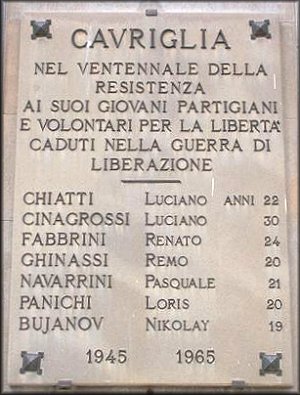 CAVRIGLIA
NEL VENTENNALE DELLA
RESISTENZA
AI SUOI GIOVANI PARTIGIANI
E VOLONTARI PER LA LIBERTA'
CADUTI NELLA GUERRA DI
LIBERAZIONE
CHIATTI LUCIANO ANNI 22
CINAGROSSI LUCIANO 30
FABBRINI RENATO 24
GHINASSI REMO 20
NAVARRINI PASQUALE 21
PANICHI LORIS 20
BUJANOV NIKOLAY 19
1945 1965